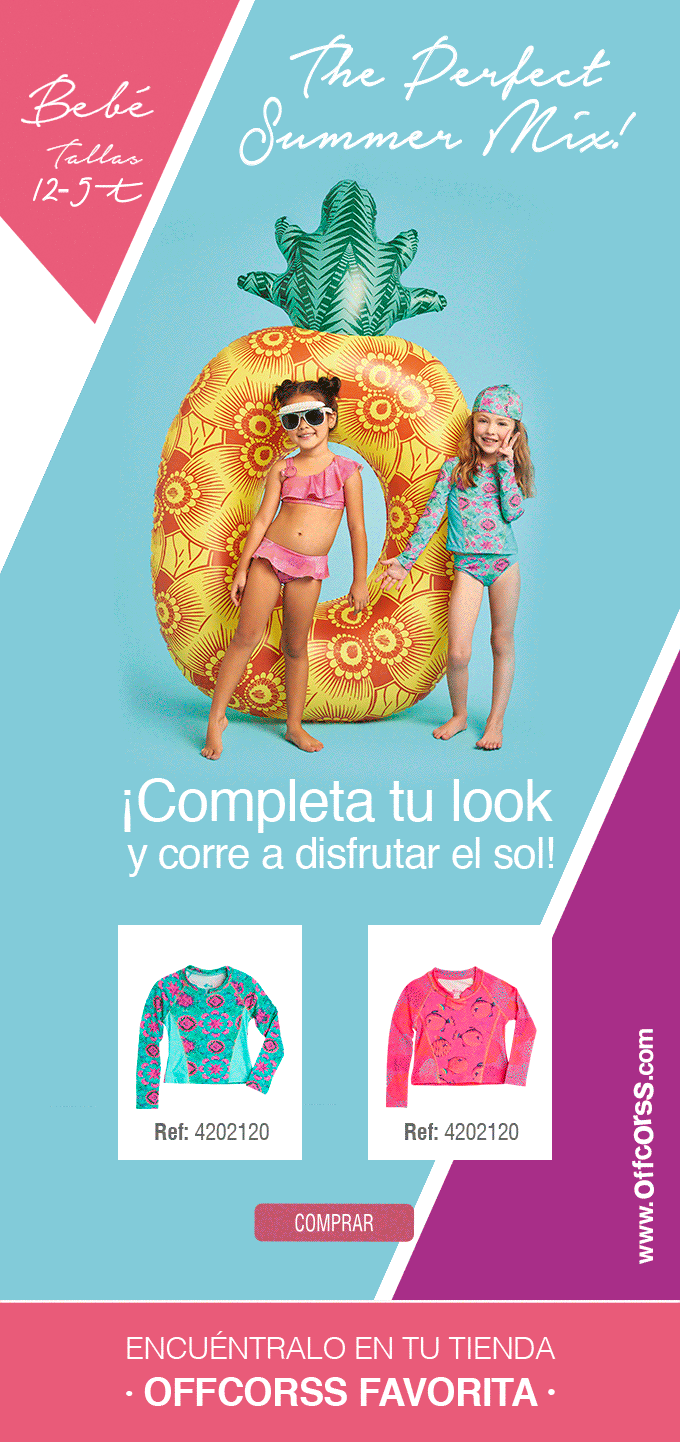 Bebé
Tallas
12-5t
The Perfect
Summer Mix!
¡Completa tu look
y corre a disfrutar el sol!
Ref: 4202120
Ref: 4202120
COMPRAR
www.OffcorsS.com
ENCUÉNTRALO EN TU TIENDA
· OFFCORSS FAVORITA ·